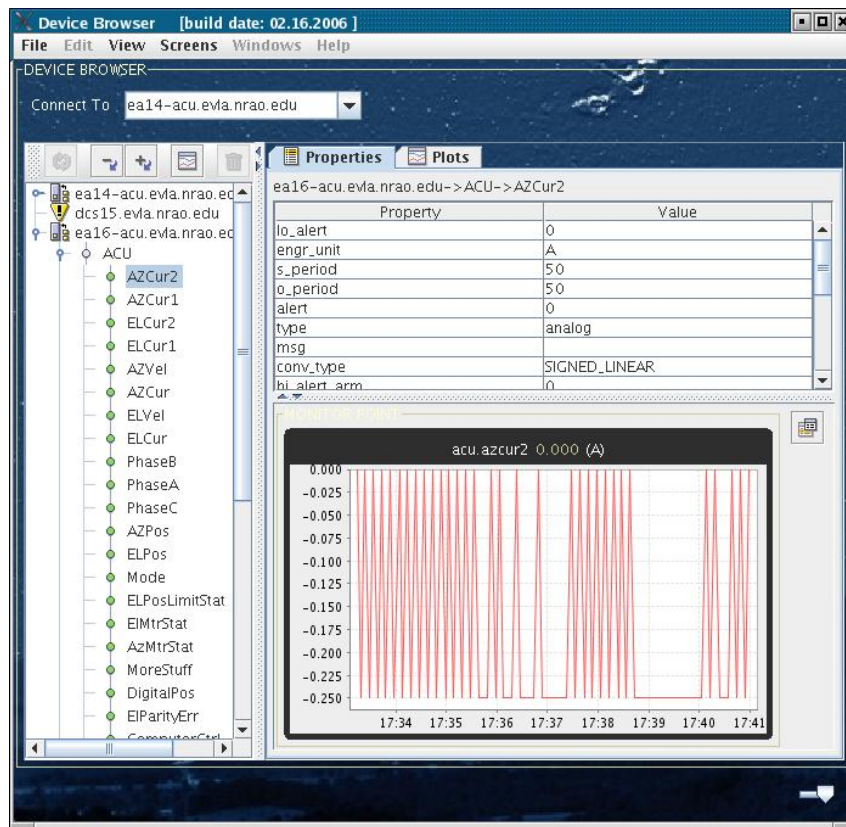 Device Browser [build date: 02.16.2006 ]
File Edit View Screens Windows Help
DEVICE BROWSER
Connect To ea14-acu.evla.nrao.edu
Properties Plots
ea14-acu.evla.nrao.ed
dcs15.evla.nrao.edu
ea16-acu.evla.nrao.ed
ACU
AZCur2
AZCur1
ELCur2
ELCur1
AZVel
AZCur
ELVel
ELCur
PhaseB
PhaseA
PhaseC
AZPos
ELPos
Mode
ELPosLimitStat
ElMtrStat
AzMtrStat
MoreStuff
DigitalPos
ElParityErr
ComputerCtrl
ea16-acu.evla.nrao.edu->ACU->AZCur2
Property Value
lo_alert 0
engr_unit A
s_period 50
o_period 50
alert 0
type analog
msg
conv_type SIGNED_LINEAR
hi_alert_arm 0
MONITOR POINT
acu.azcur2 0.000 (A)
0.000
-0.025
-0.050
-0.075
-0.100
-0.125
-0.150
-0.175
-0.200
-0.225
-0.250
17:34 17:35 17:36 17:37 17:38 17:39 17:40 17:41